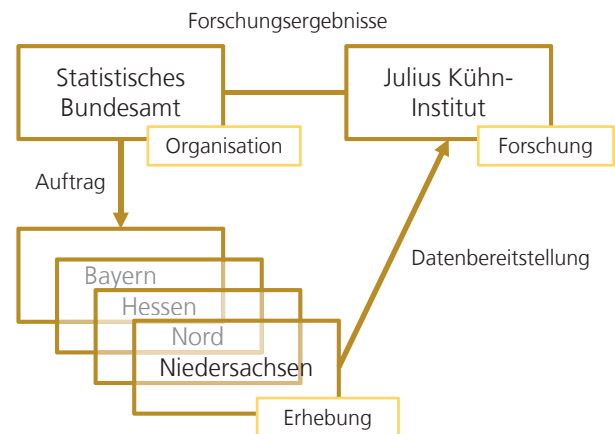 Forschungsergebnisse
Statistisches
Bundesamt
Julius Kühn-
Institut
Organisation
Forschung
Auftrag
Datenbereitstellung
Bayern
Hessen
Nord
Niedersachsen
Erhebung